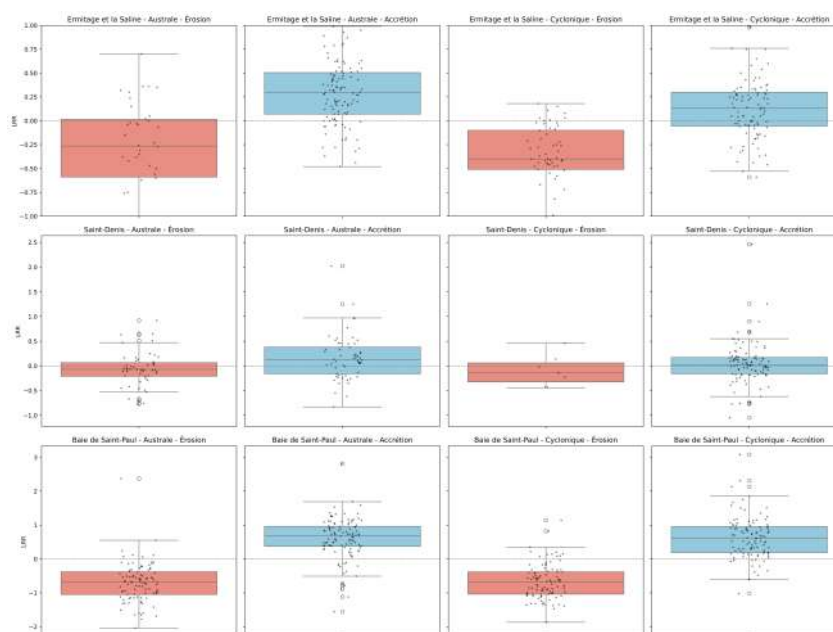 Ermitage et la Saline - Australe - Érosion
Ermitage et la Saline - Australe - Accrétion
Ermitage et la Saline - Cyclonique - Érosion
Ermitage et la Saline - Cyclonique - Accrétion
1.00
0.75
0.50
0.25
0.00
−0.25
−0.50
−0.75
−1.00
LRR
Saint-Denis - Australe - Érosion
Saint-Denis - Australe - Accrétion
Saint-Denis - Cyclonique - Érosion
Saint-Denis - Cyclonique - Accrétion
2.5
2.0
1.5
1.0
0.5
0.0
−0.5
−1.0
LRR
Baie de Saint-Paul - Australe - Érosion
Baie de Saint-Paul - Australe - Accrétion
Baie de Saint-Paul - Cyclonique - Érosion
Baie de Saint-Paul - Cyclonique - Accrétion
3
2
1
0
−1
−2
LRR